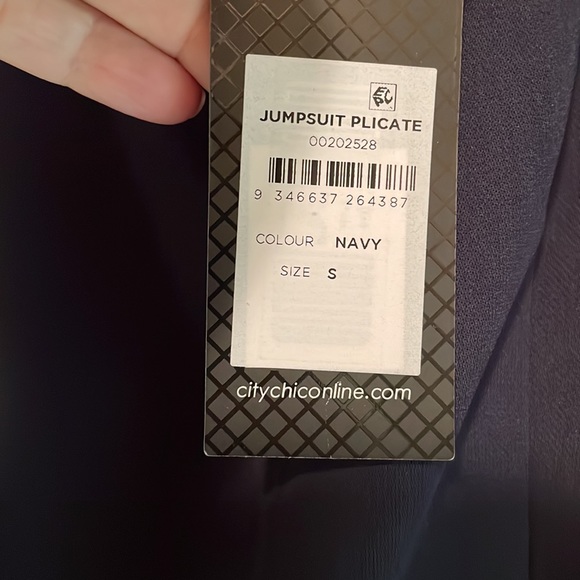 JUMPSUIT PLICATE
00202528
9 346637 264387
COLOUR NAVY
SIZE S
citychiconline.com